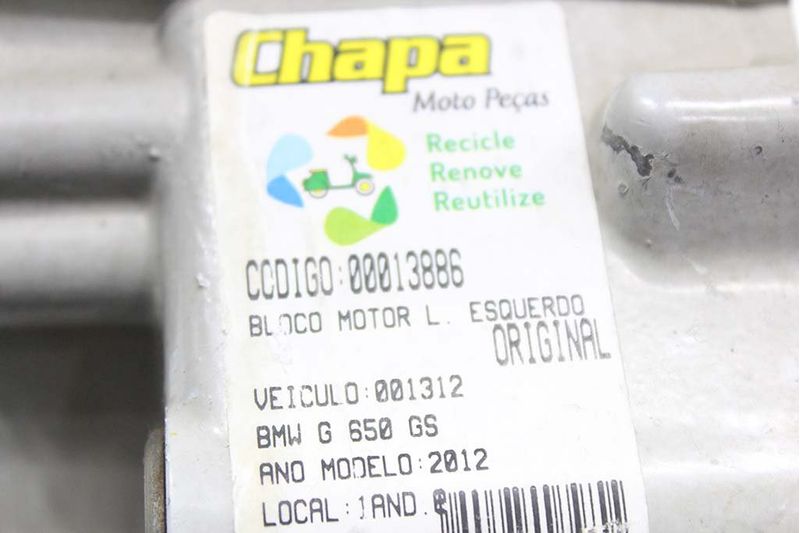 Chapa
Moto Peças
Recicle
Renove
Reutilize
CODIGO:00013886
BLOCO MOTOR L. ESQUERDO
ORIGINAL
VEICULO:001312
BMW G 650 GS
ANO MODELO:2012
LOCAL:1AND.